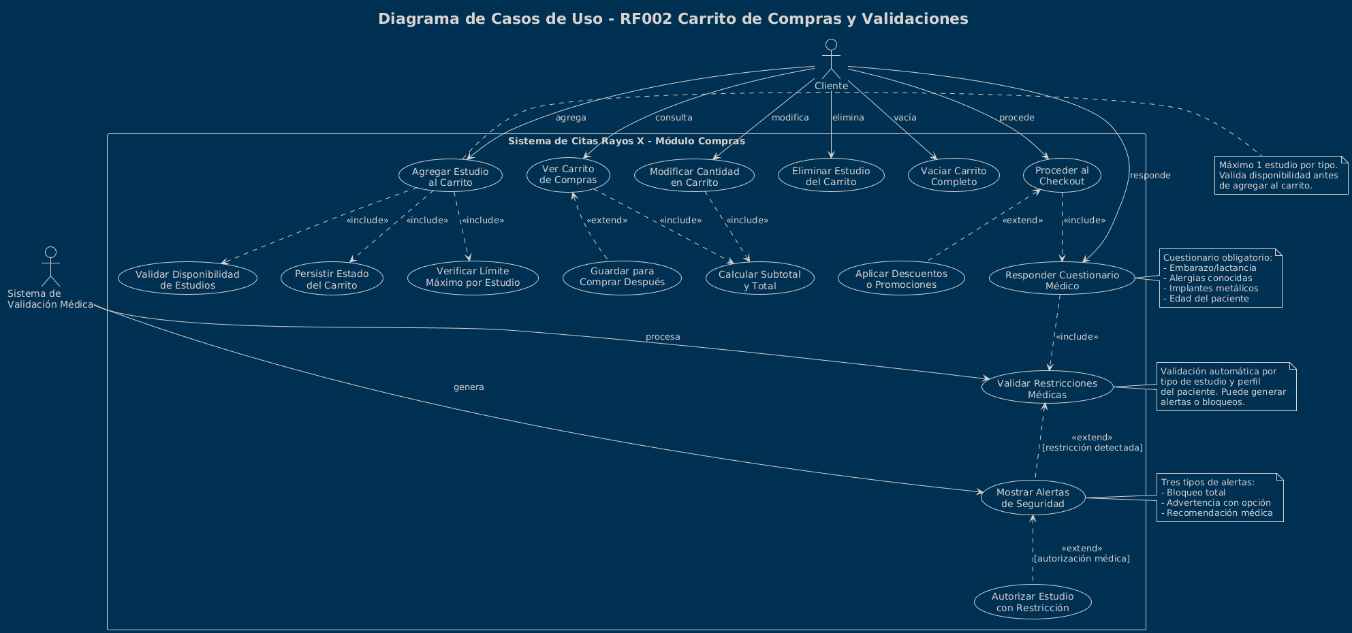 Diagrama de Casos de Uso - RF002 Carrito de Compras y Validaciones
Cliente
agrega
consulta
modifica
elimina
vacía
procede
responde
Sistema de Citas Rayos X - Módulo Compras
Agregar Estudio
al Carrito
Ver Carrito
de Compras
Modificar Cantidad
en Carrito
Eliminar Estudio
del Carrito
Vaciar Carrito
Completo
Proceder al
Checkout
Máximo 1 estudio por tipo.
Valida disponibilidad antes
de agregar al carrito.
«include»
«include»
«include»
«extend»
«include»
«include»
«extend»
«include»
Sistema de
Validación Médica
Validar Disponibilidad
de Estudios
Persistir Estado
del Carrito
Verificar Límite
Máximo por Estudio
Guardar para
Comprar Después
Calcular Subtotal
y Total
Aplicar Descuentos
o Promociones
Responder Cuestionario
Médico
Cuestionario obligatorio:
- Embarazo/lactancia
- Alergias conocidas
- Implantes metálicos
- Edad del paciente
procesa
«include»
genera
Validar Restricciones
Médicas
Validación automática por
tipo de estudio y perfil
del paciente. Puede generar
alertas o bloqueos.
«extend»
[restricción detectada]
Mostrar Alertas
de Seguridad
Tres tipos de alertas:
- Bloqueo total
- Advertencia con opción
- Recomendación médica
«extend»
[autorización médica]
Autorizar Estudio
con Restricción